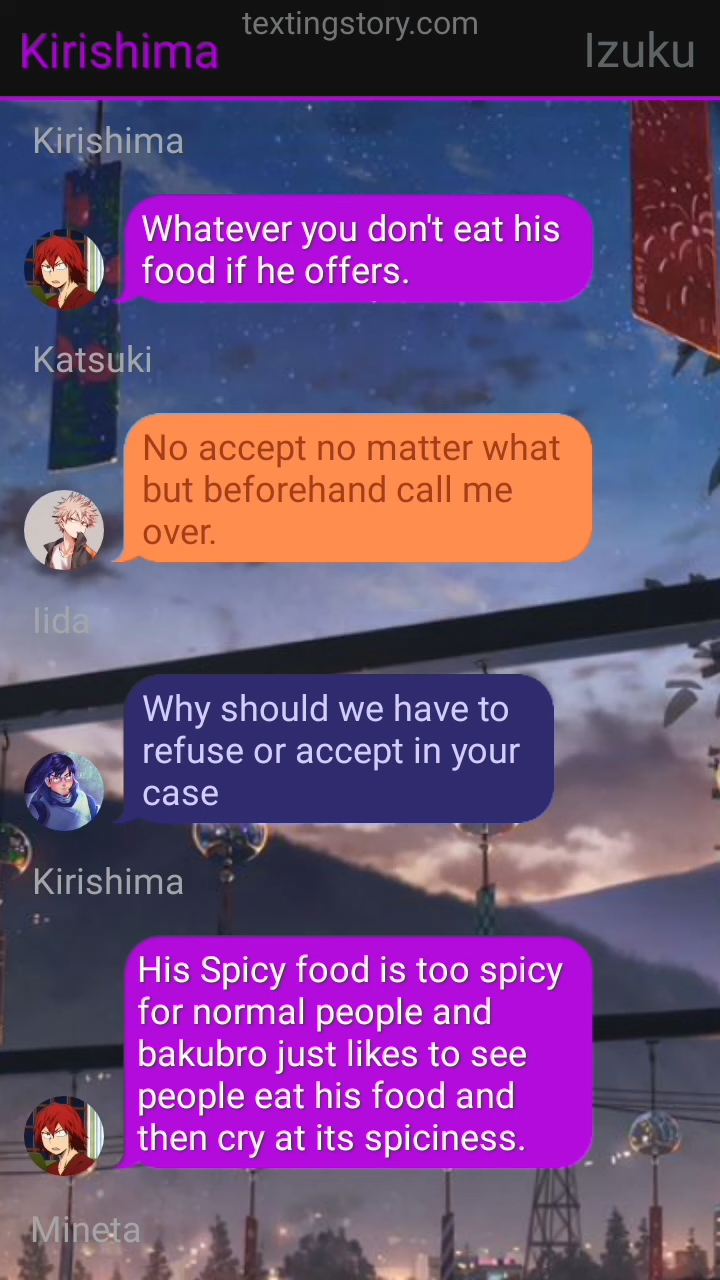 textingstory.com
Kirishima
Izuku
Kirishima
Whatever you don't eat his
food if he offers.
Katsuki
No accept no matter what
but beforehand call me
over.
Iida
Why should we have to
refuse or accept in your
case
Kirishima
His Spicy food is too spicy
for normal people and
bakubro just likes to see
people eat his food and
then cry at its spiciness.
Mineta